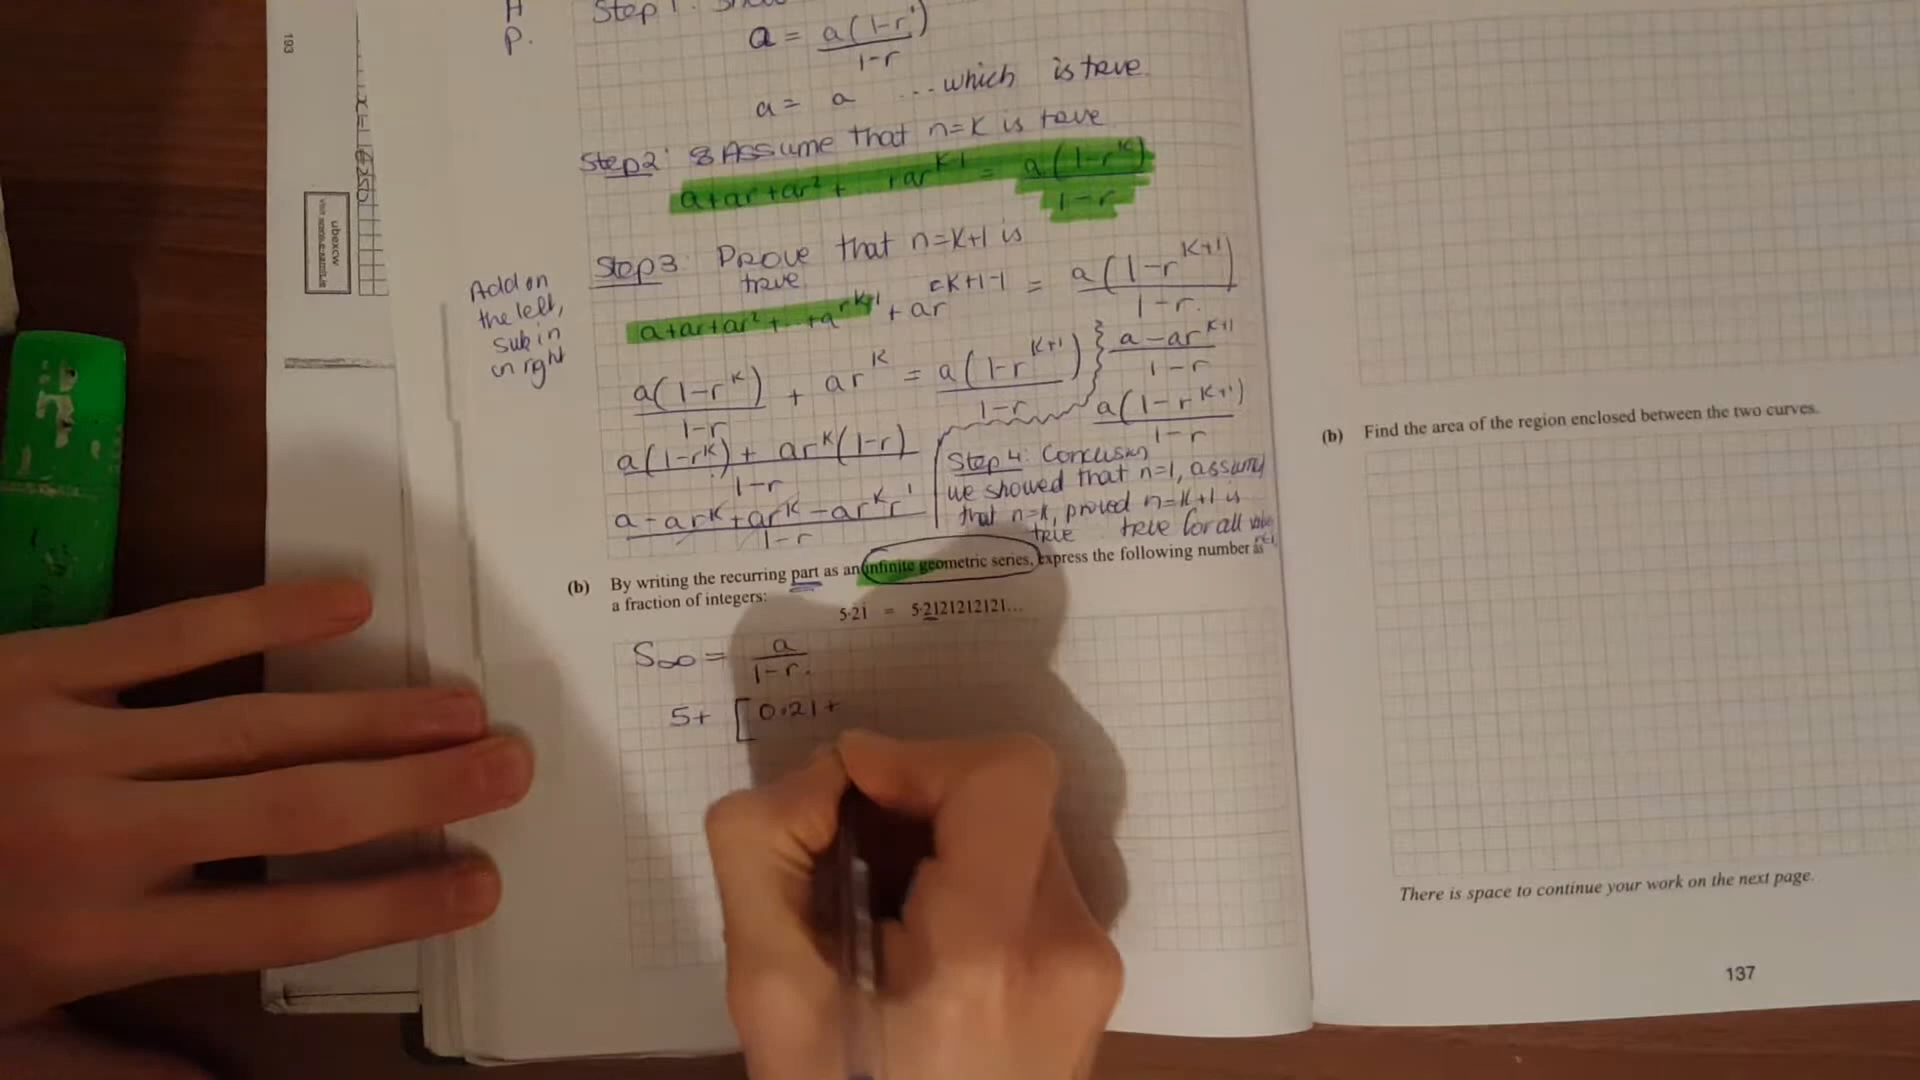 193
H
P.
Step 1:
a = a(1-r¹)
1-r
a = a ...which is true.
Step2: Assume that n=k is true
a+ar+ar²+...+ar^k-1 = a(1-r^k)
1-r
Step3: Prove that n=k+1 is
true
Add on
the left,
sub in
on right
a+ar+ar²+...+ar^k-1 + ar^k+1-1 = a(1-r^k+1)
1-r.
a(1-r^k) + ar^k = a(1-r^k+1)
1-r 1-r
a-ar^k+1
1-r
a(1-r^k+1)
1-r
a(1-r^k) + ar^k(1-r)
1-r
a-ar^k+ar^k-ar^kr¹
1-r
Step 4: Conclusion
we showed that n=1, assume
that n=k, proved n=k+1 is
true true for all
(b) By writing the recurring part as an infinite geometric series, express the following number as
a fraction of integers:
5·21 = 5·2121212121...
S∞ = a
1-r.
5+ [0.21+
(b) Find the area of the region enclosed between the two curves.
There is space to continue your work on the next page.
137